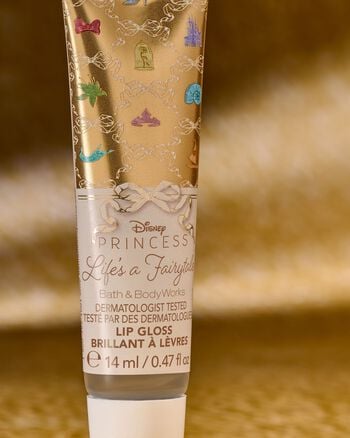 Disney
PRINCESS
Life's a Fairytale
Bath & Body Works
DERMATOLOGIST TESTED
TESTÉ PAR DES DERMATOLOGUES
LIP GLOSS
BRILLANT À LÈVRES
℮ 14 ml / 0.47 fl oz